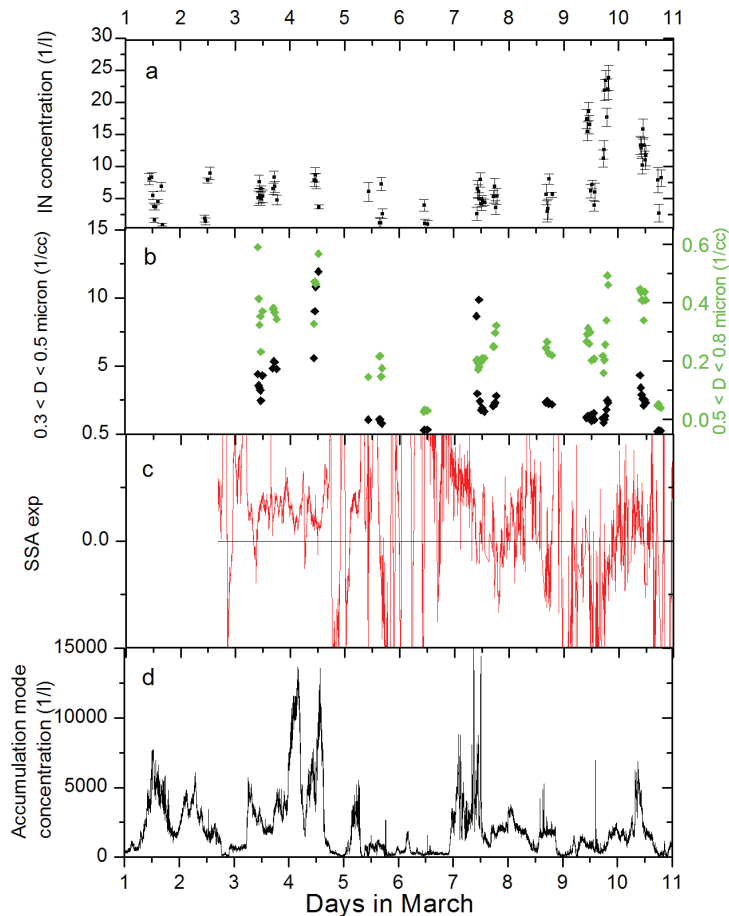 1 2 3 4 5 6 7 8 9 10 11
30
25
20
15
10
5
IN concentration (1/l)
a
15
10
5
0.3 < D < 0.5 micron (1/cc)
b
0.6
0.4
0.2
0.0
0.5 < D < 0.8 micron (1/cc)
0.5
0.0
SSA exp
c
15000
10000
5000
0
Accumulation mode
concentration (1/l)
d
1 2 3 4 5 6 7 8 9 10 11
Days in March